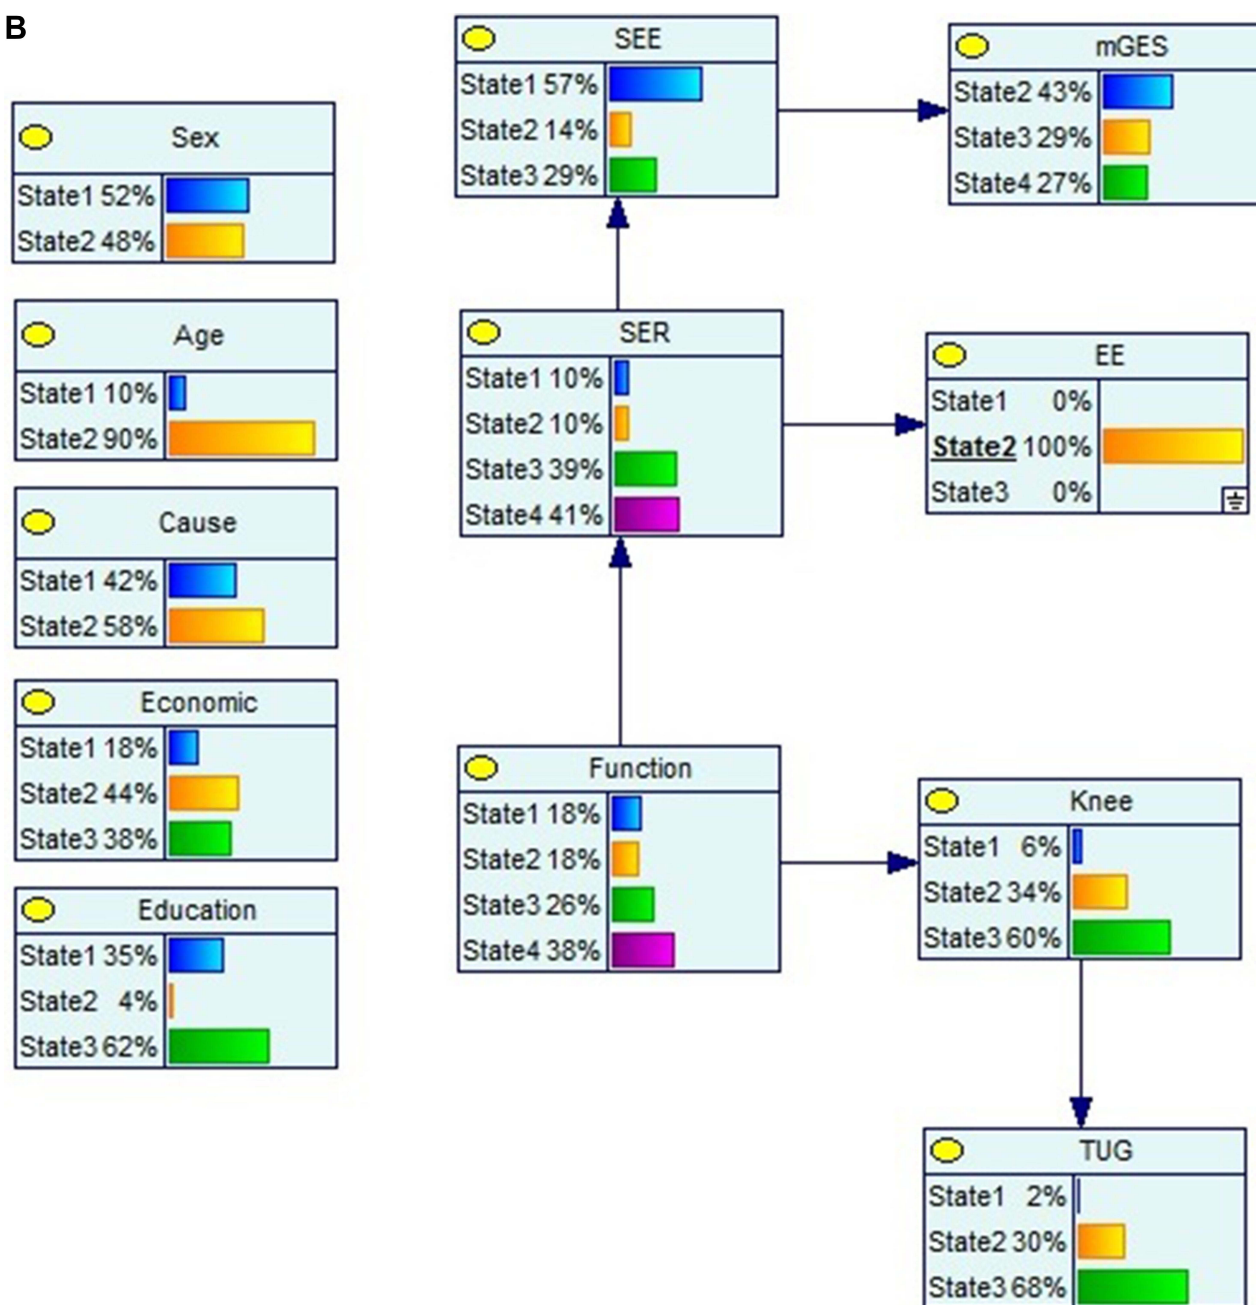 B
Sex
State1 52%
State2 48%
Age
State1 10%
State2 90%
Cause
State1 42%
State2 58%
Economic
State1 18%
State2 44%
State3 38%
Education
State1 35%
State2 4%
State3 62%
SEE
State1 57%
State2 14%
State3 29%
mGES
State2 43%
State3 29%
State4 27%
SER
State1 10%
State2 10%
State3 39%
State4 41%
EE
State1 0%
State2 100%
State3 0%
Function
State1 18%
State2 18%
State3 26%
State4 38%
Knee
State1 6%
State2 34%
State3 60%
TUG
State1 2%
State2 30%
State3 68%